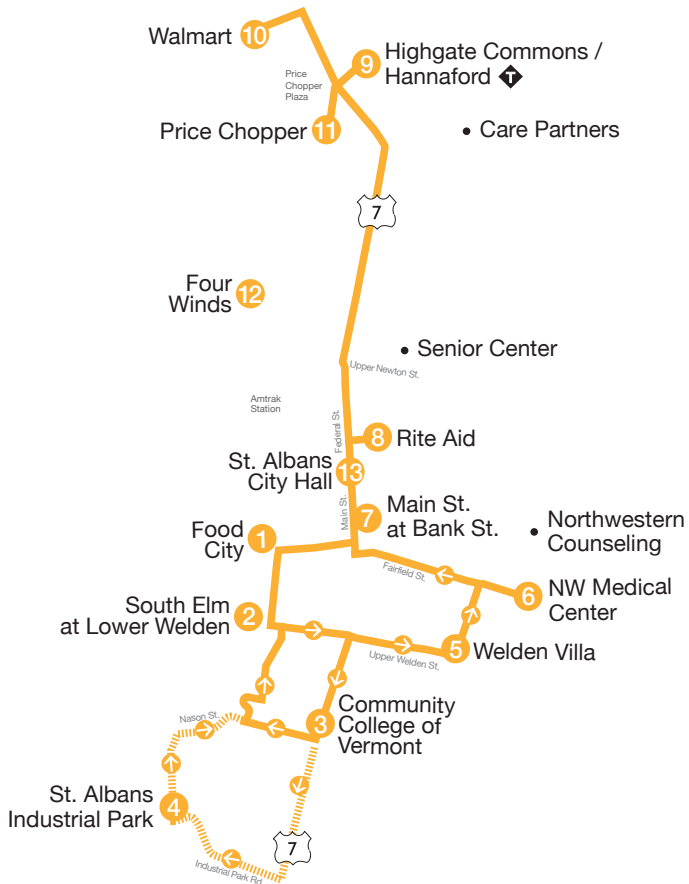 Walmart
10
9
Highgate Commons /
Hannaford
T
Price
Chopper
Plaza
Price Chopper
11
Care Partners
7
Four
Winds
12
Senior Center
Upper Newton St.
Amtrak
Station
Federal St.
8
Rite Aid
St. Albans
City Hall
13
Main St.
7
Main St.
at Bank St.
Food
City
1
Northwestern
Counseling
Fairfield St.
6
NW Medical
Center
South Elm
at Lower Welden
2
5
Welden Villa
Upper Welden St.
Community
College of
Vermont
3
Nason St.
St. Albans
Industrial Park
4
7
Industrial Park Rd